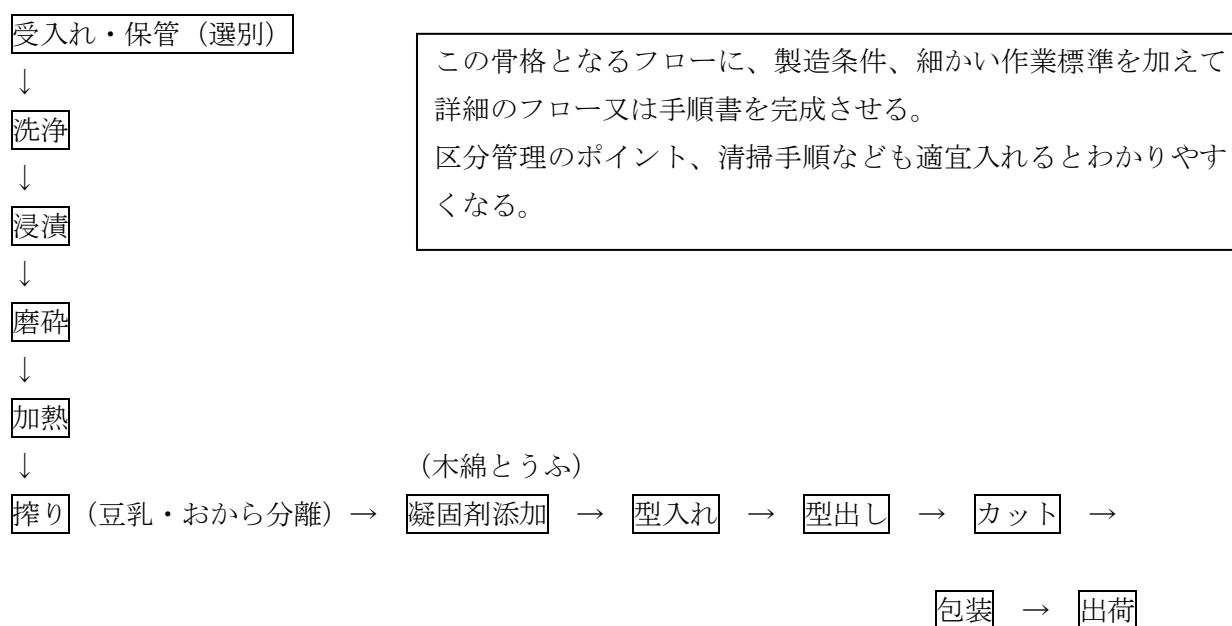 受入れ・保管（選別）
この骨格となるフローに、製造条件、細かい作業標準を加えて
詳細のフロー又は手順書を完成させる。
区分管理のポイント、清掃手順なども適宜入れるとわかりやす
くなる。
↓
洗浄
↓
浸漬
↓
磨砕
↓
加熱
↓ （木綿とうふ）
搾り（豆乳・おから分離）→ 凝固剤添加 → 型入れ → 型出し → カット →
包装 → 出荷